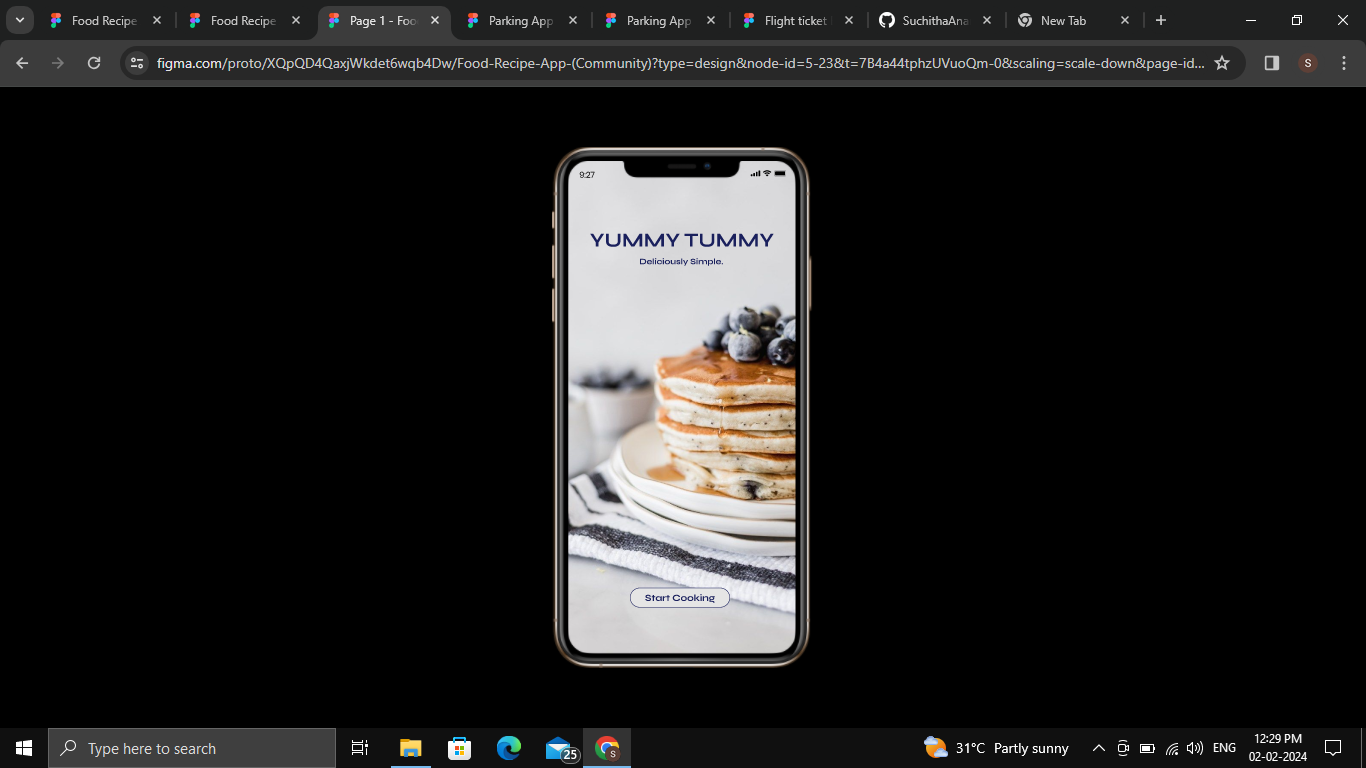 Food Recipe
Food Recipe
Page 1 - Foo
Parking App
Parking App
Flight ticket
SuchithaAna
New Tab
figma.com/proto/XQpQD4QaxjWkdet6wqb4Dw/Food-Recipe-App-(Community)?type=design&node-id=5-23&t=7B4a44tphzUVuoQm-0&scaling=scale-down&page-id...
S
9:27
YUMMY TUMMY
Deliciously Simple.
Start Cooking
Type here to search
25
S
31°C Partly sunny
ENG
12:29 PM
02-02-2024